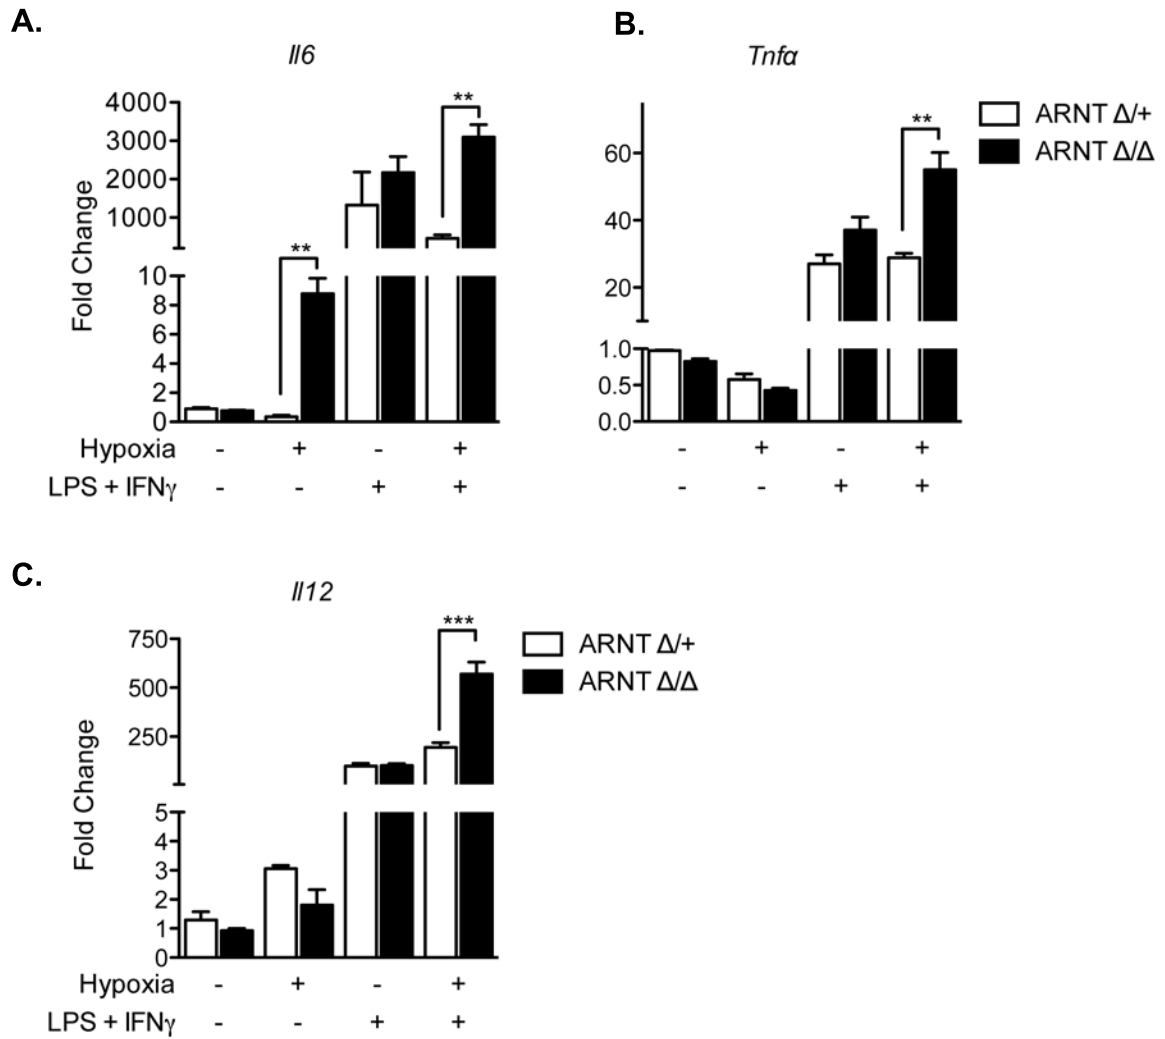 A.
Il6
Fold Change
4000
3000
2000
1000
10
8
6
4
2
0
**
**
Hypoxia - + - +
LPS + IFNγ - - + +
B.
Tnfα
60
40
20
1.0
0.5
0.0
**
- + - +
- - + +
ARNT Δ/+
ARNT Δ/Δ
C.
Il12
Fold Change
750
500
250
5
4
3
2
1
0
***
Hypoxia - + - +
LPS + IFNγ - - + +
ARNT Δ/+
ARNT Δ/Δ